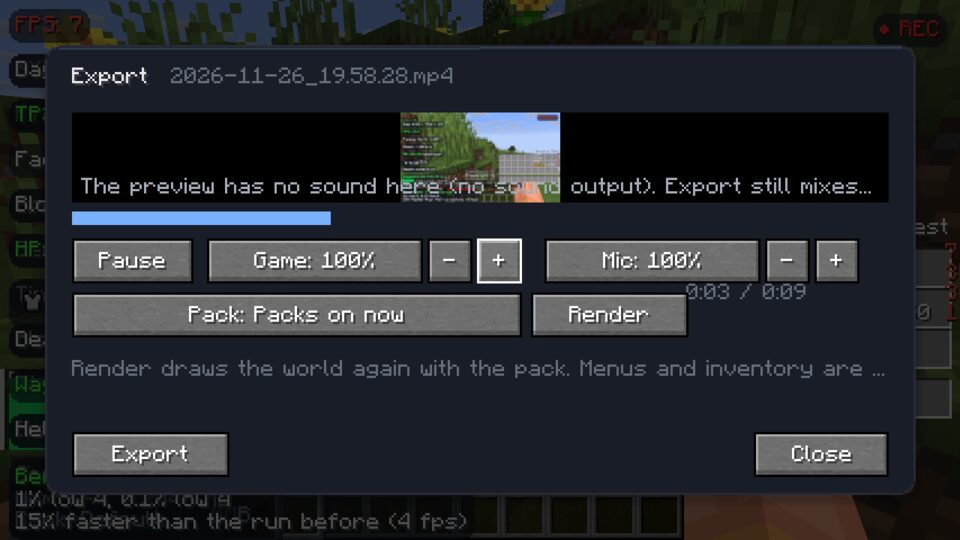 FPS: 7
REC
Export 2026-11-26_19.58.28.mp4
The preview has no sound here (no sound output). Export still mixes...
Pause
Game: 100%
-
+
Mic: 100%
-
+
0:03 / 0:09
Pack: Packs on now
Render
Render draws the world again with the pack. Menus and inventory are ...
Export
Close
1% low 4, 0.1% low 4
15% faster than the run before (4 fps)